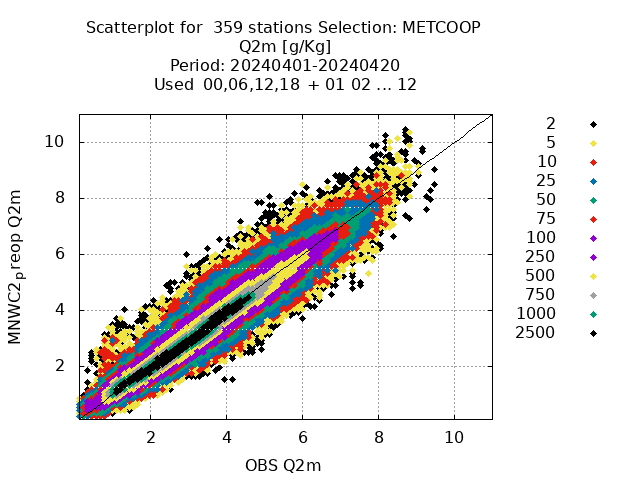 Scatterplot for 359 stations Selection: METCOOP
Q2m [g/Kg]
Period: 20240401-20240420
Used 00,06,12,18 + 01 02 ... 12
MNWC2preop Q2m
10
8
6
4
2
2 4 6 8 10
OBS Q2m
2
5
10
25
50
75
100
250
500
750
1000
2500